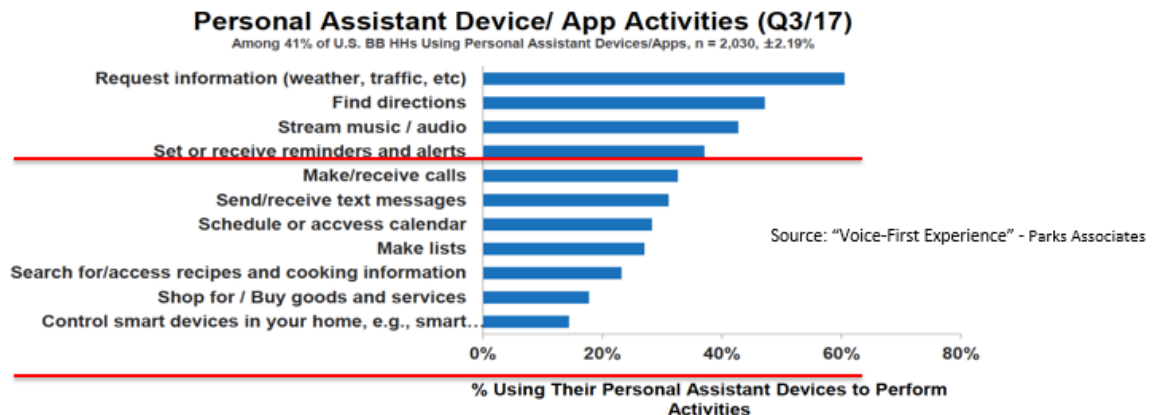 Personal Assistant Device/ App Activities (Q3/17)
Among 41% of U.S. BB HHs Using Personal Assistant Devices/Apps, n = 2,030, ±2.19%
Request information (weather, traffic, etc)
Find directions
Stream music / audio
Set or receive reminders and alerts
Make/receive calls
Send/receive text messages
Schedule or accvess calendar
Make lists
Search for/access recipes and cooking information
Shop for / Buy goods and services
Control smart devices in your home, e.g., smart…
Source: “Voice-First Experience” - Parks Associates
0% 20% 40% 60% 80%
% Using Their Personal Assistant Devices to Perform
Activities